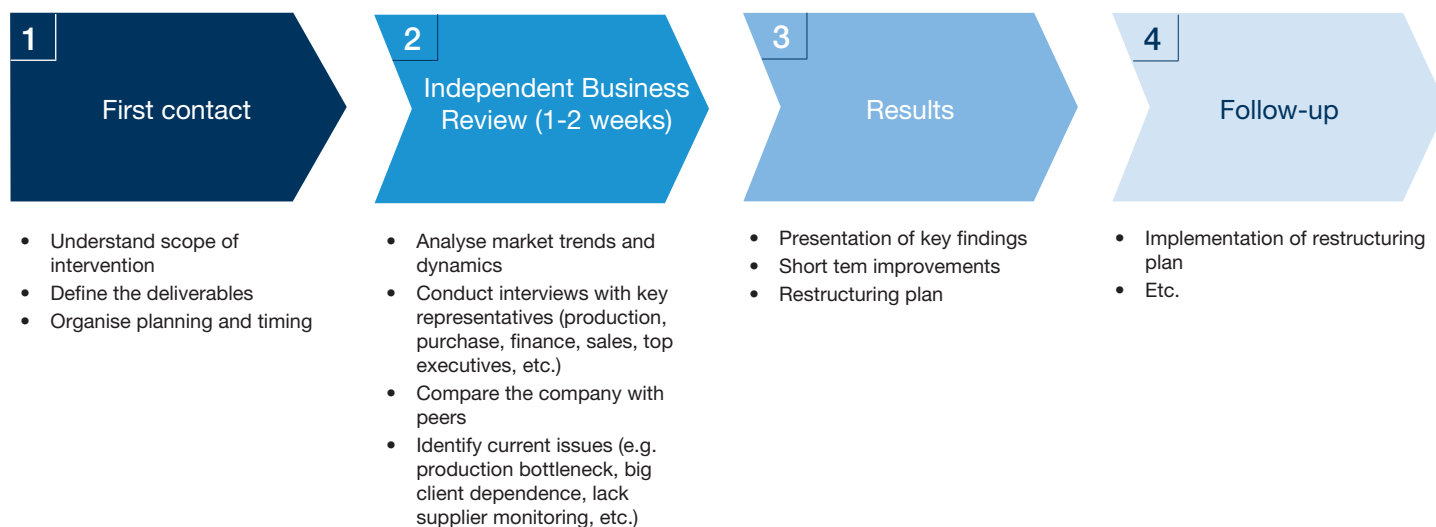 1
First contact
• Understand scope of
intervention
• Define the deliverables
• Organise planning and timing
2
Independent Business
Review (1-2 weeks)
• Analyse market trends and
dynamics
• Conduct interviews with key
representatives (production,
purchase, finance, sales, top
executives, etc.)
• Compare the company with
peers
• Identify current issues (e.g.
production bottleneck, big
client dependence, lack
supplier monitoring, etc.)
3
Results
• Presentation of key findings
• Short tem improvements
• Restructuring plan
4
Follow-up
• Implementation of restructuring
plan
• Etc.